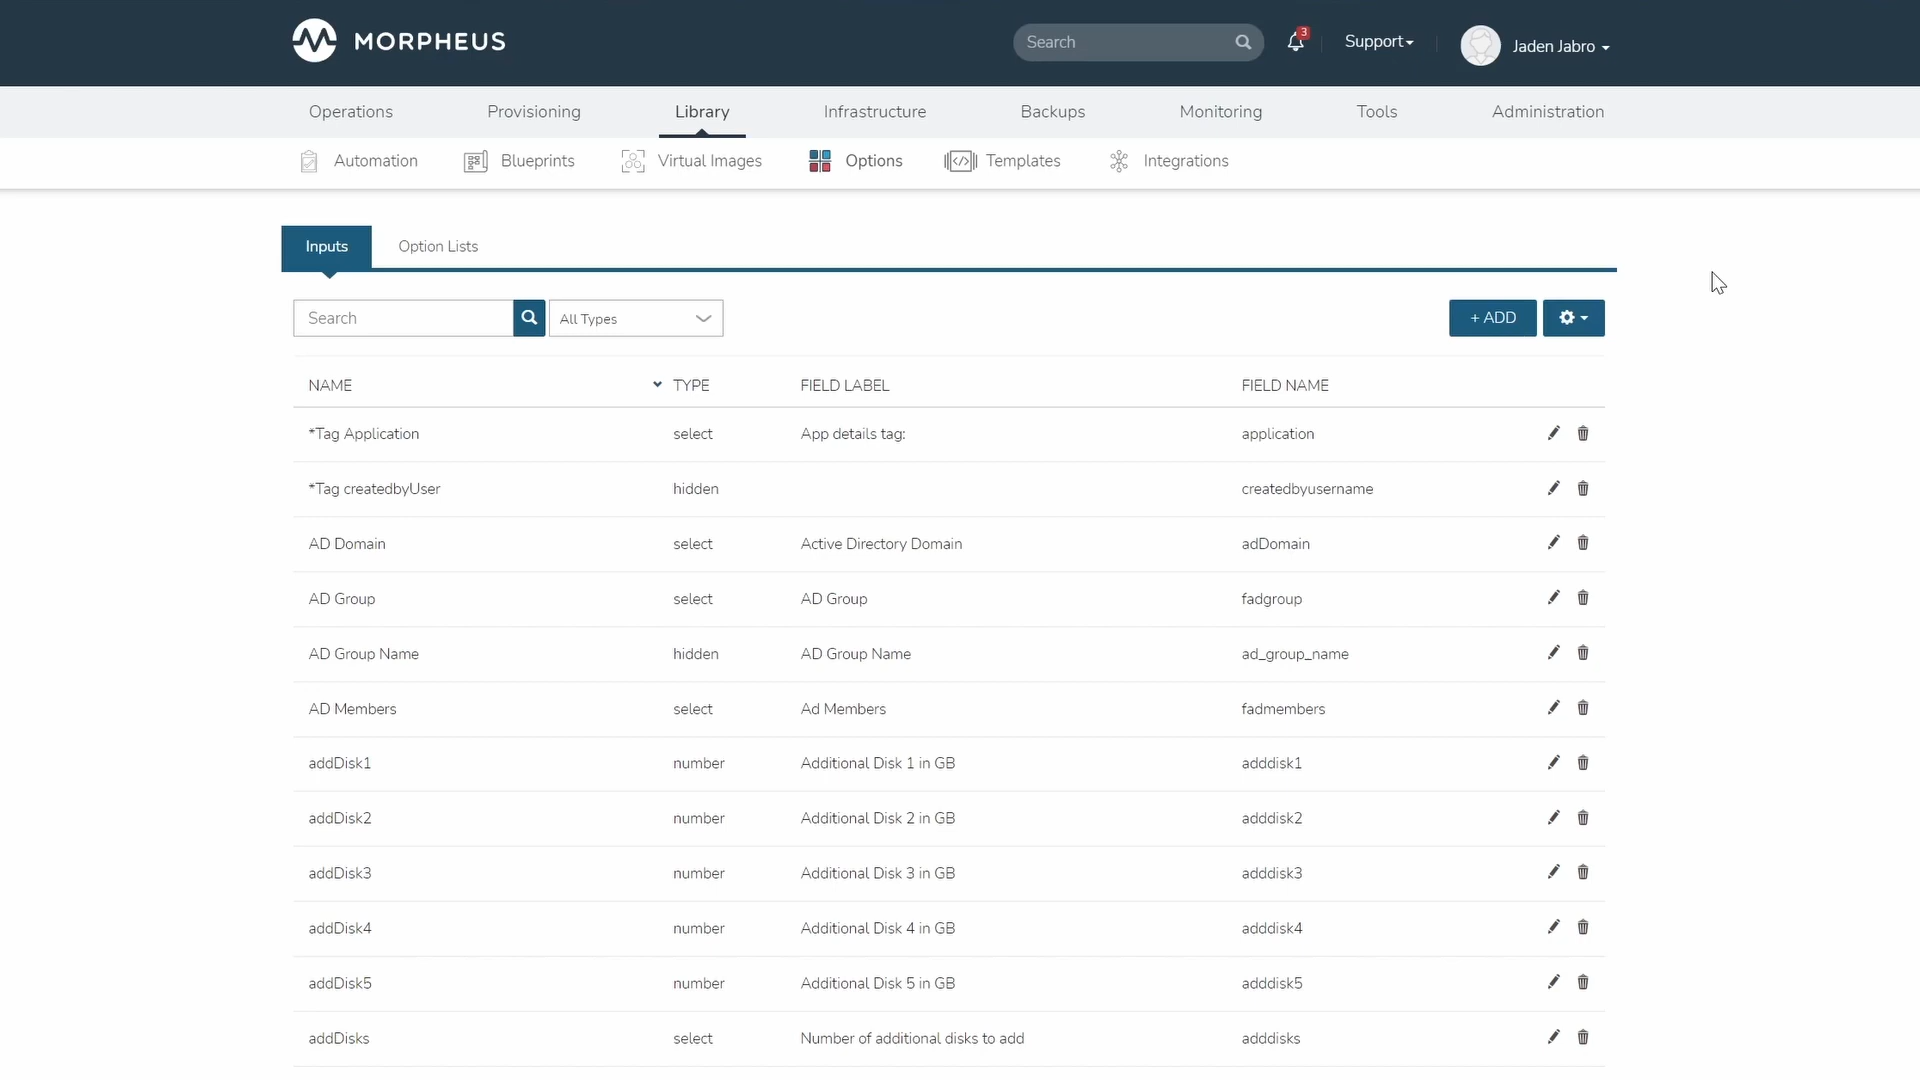 MORPHEUS
Search
3
Support
Jaden Jabro
Operations Provisioning Library Infrastructure Backups Monitoring Tools Administration
Automation Blueprints Virtual Images Options Templates Integrations
Inputs Option Lists
Search All Types + ADD
NAME TYPE FIELD LABEL FIELD NAME
*Tag Application select App details tag: application
*Tag createdbyUser hidden createdbyusername
AD Domain select Active Directory Domain adDomain
AD Group select AD Group fadgroup
AD Group Name hidden AD Group Name ad_group_name
AD Members select Ad Members fadmembers
addDisk1 number Additional Disk 1 in GB adddisk1
addDisk2 number Additional Disk 2 in GB adddisk2
addDisk3 number Additional Disk 3 in GB adddisk3
addDisk4 number Additional Disk 4 in GB adddisk4
addDisk5 number Additional Disk 5 in GB adddisk5
addDisks select Number of additional disks to add adddisks